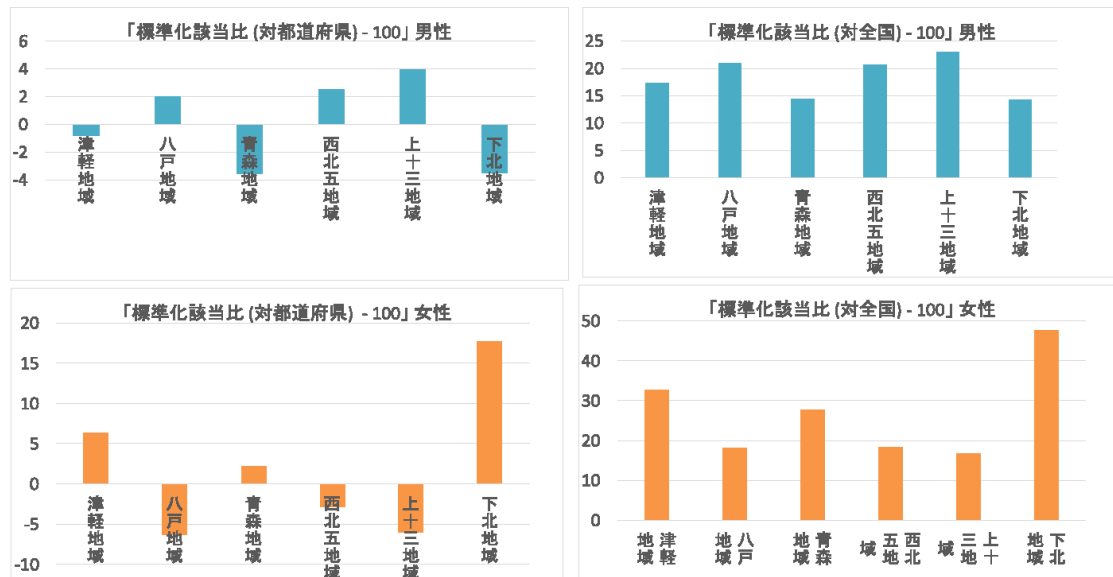 「標準化該当比 (対都道府県) - 100」 男性
6
4
2
0
-2
-4
津軽地域
八戸地域
青森地域
西北五地域
上十三地域
下北地域
「標準化該当比 (対全国) - 100」 男性
25
20
15
10
5
0
津軽地域
八戸地域
青森地域
西北五地域
上十三地域
下北地域
「標準化該当比 (対都道府県) - 100」 女性
20
15
10
5
0
-5
-10
津軽地域
八戸地域
青森地域
西北五地域
上十三地域
下北地域
「標準化該当比 (対全国) - 100」 女性
50
40
30
20
10
0
津軽
地域
八戸
地域
青森
地域
西北
五地
域
上十
三地
域
下北
地域